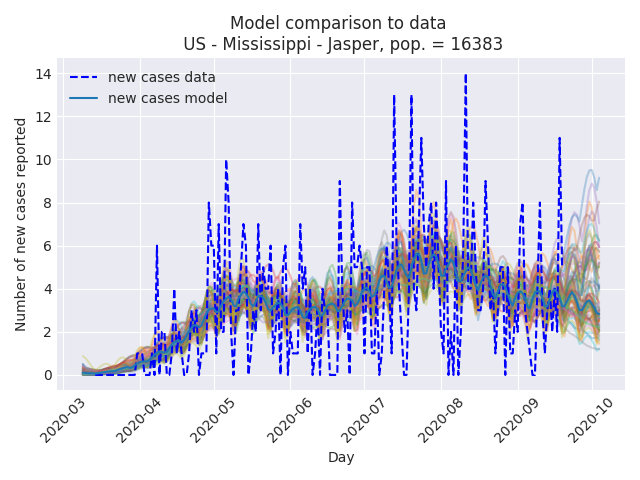 Model comparison to data
US - Mississippi - Jasper, pop. = 16383
new cases data
new cases model
Number of new cases reported
14
12
10
8
6
4
2
0
2020-03
2020-04
2020-05
2020-06
2020-07
2020-08
2020-09
2020-10
Day